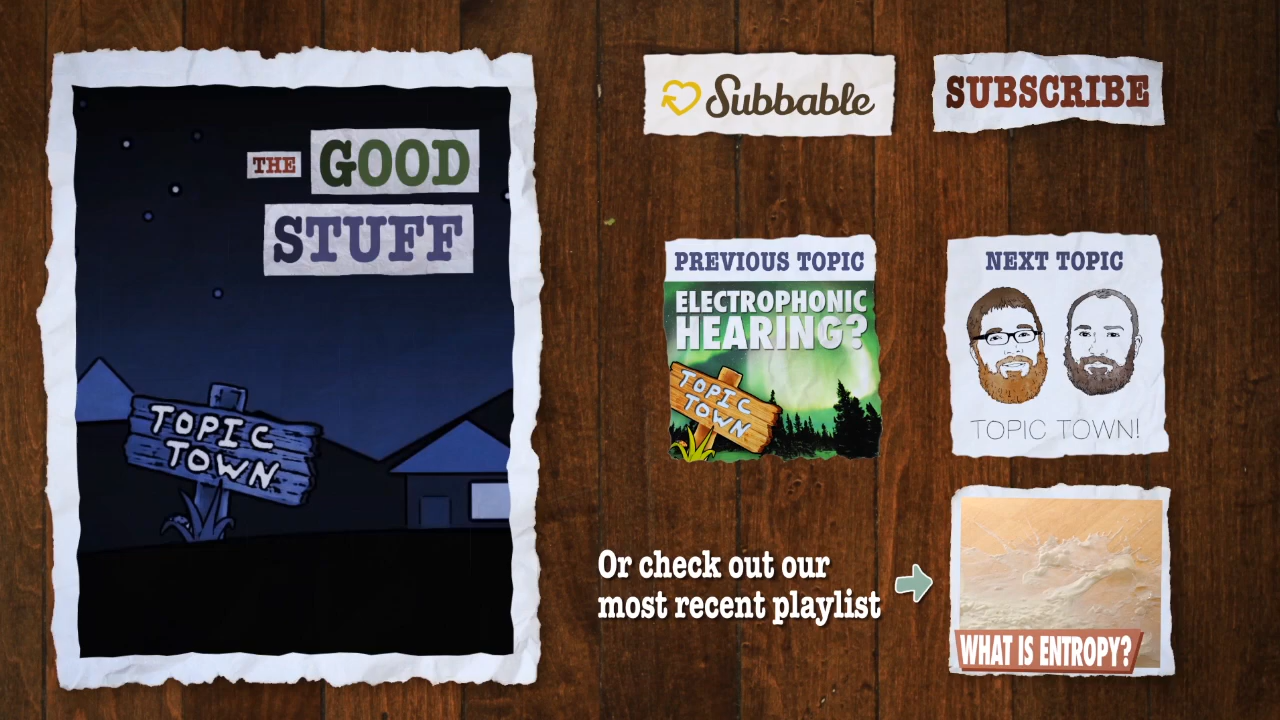 THE GOOD
STUFF
TOPIC
TOWN
Subbable
SUBSCRIBE
PREVIOUS TOPIC
ELECTROPHONIC
HEARING?
TOPIC
TOWN
NEXT TOPIC
TOPIC TOWN!
Or check out our
most recent playlist
WHAT IS ENTROPY?